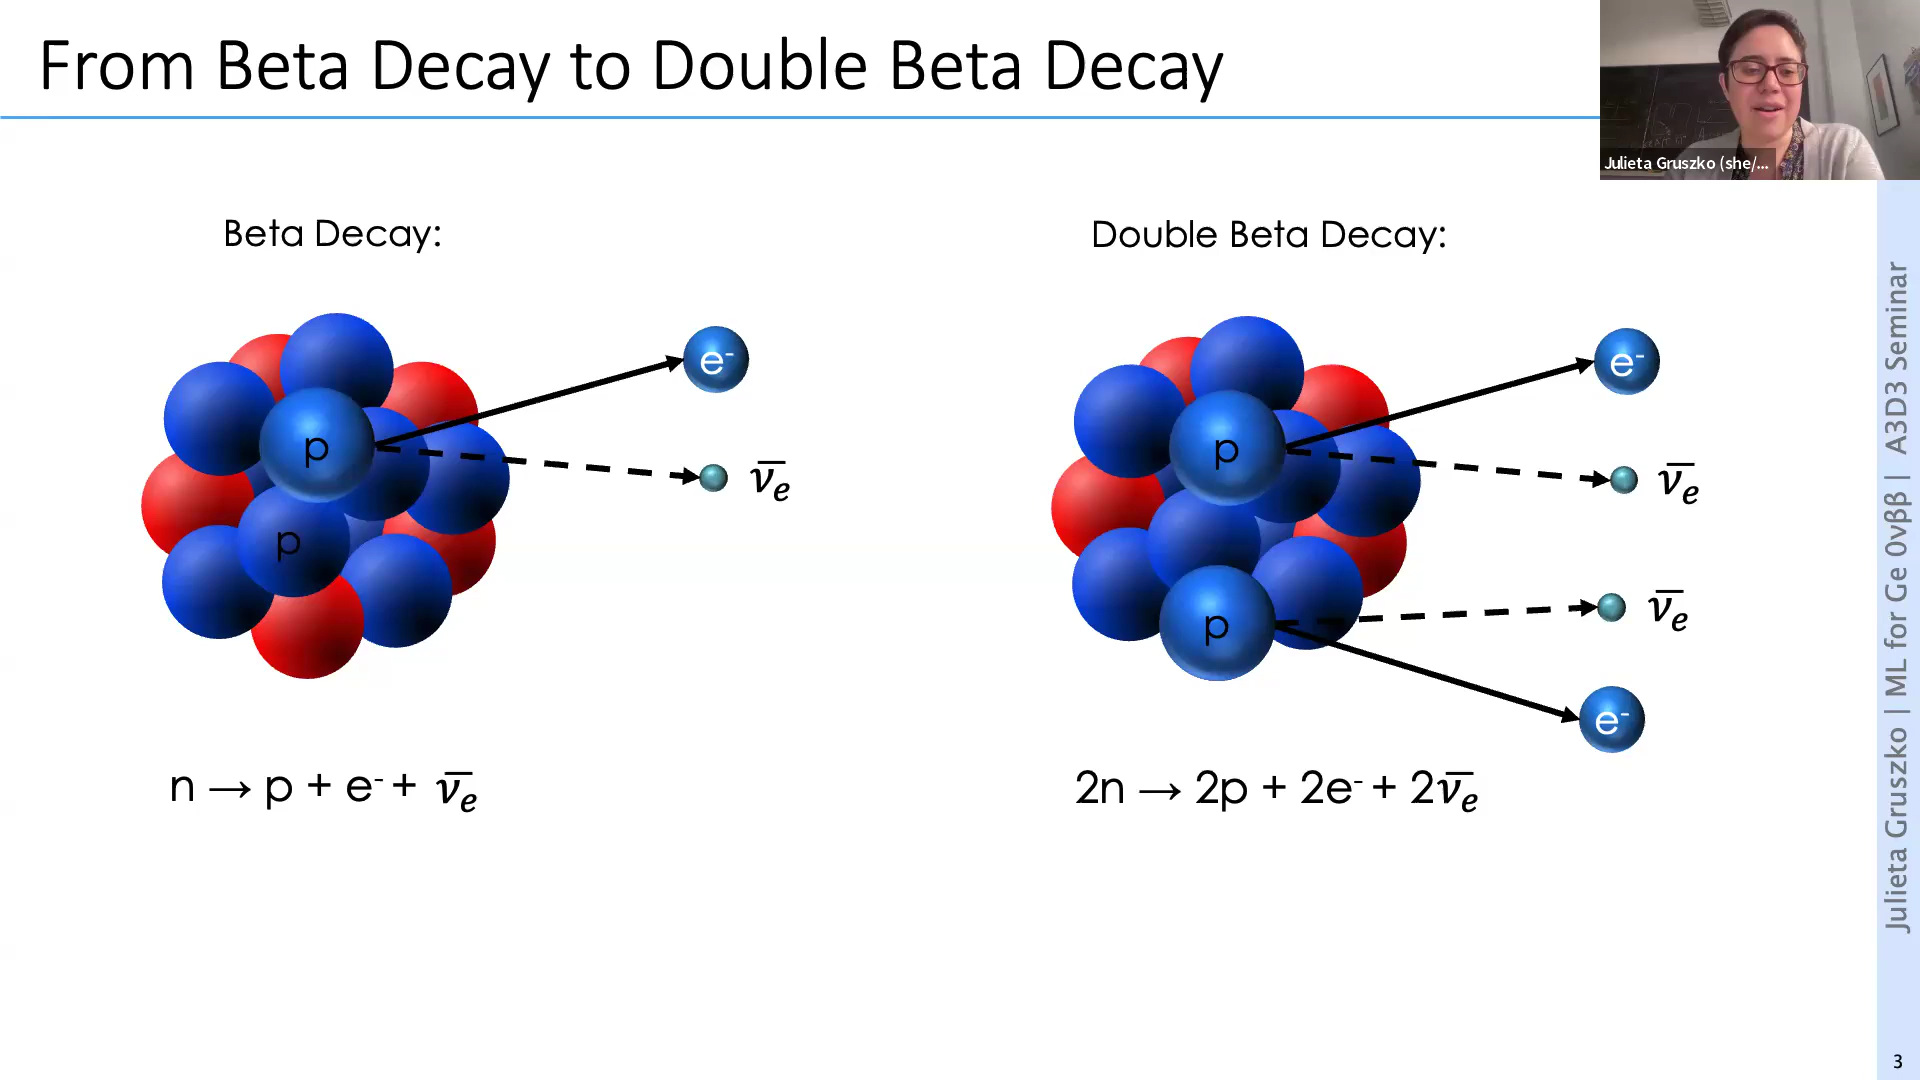 From Beta Decay to Double Beta Decay
Julieta Gruszko (she/...
Beta Decay:
p
p
e⁻
ν̅ₑ
n → p + e⁻ + ν̅ₑ
Double Beta Decay:
p
p
e⁻
ν̅ₑ
ν̅ₑ
e⁻
2n → 2p + 2e⁻ + 2ν̅ₑ
Julieta Gruszko | ML for Ge 0νββ | A3D3 Seminar
3